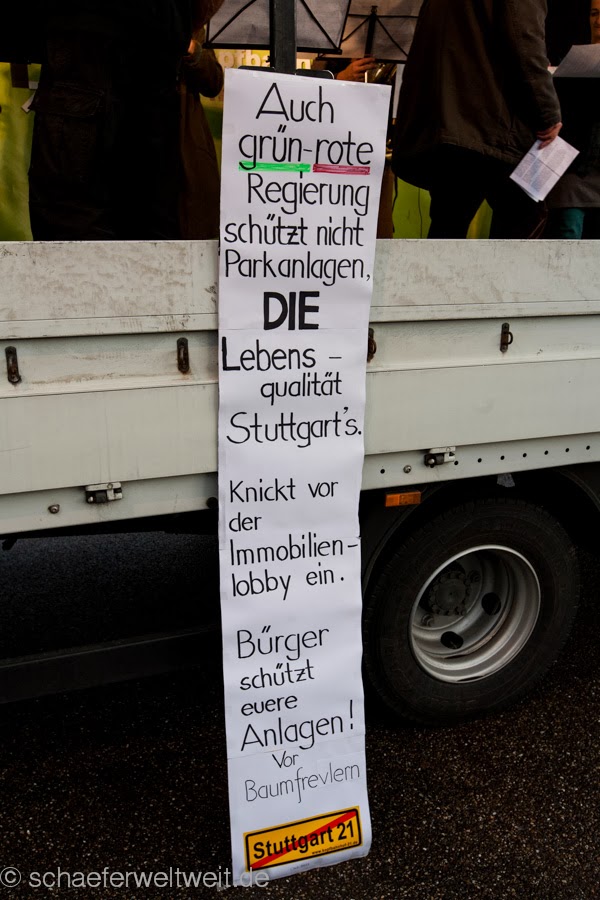 Auch
grün-rote
Regierung
schützt nicht
Parkanlagen,
DIE
Lebens-
qualität
Stuttgart's.
Knickt vor
der
Immobilien-
lobby ein.
Bürger
schützt
euere
Anlagen!
Vor
Baumfrevlern
Stuttgart 21
© schaeferweltweit.de